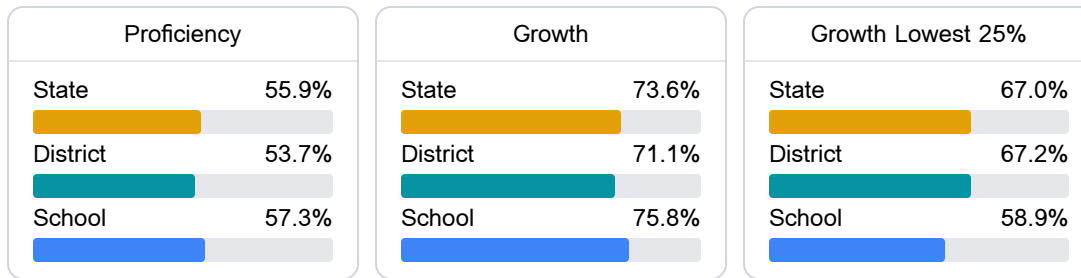 Proficiency
State 55.9%
District 53.7%
School 57.3%
Growth
State 73.6%
District 71.1%
School 75.8%
Growth Lowest 25%
State 67.0%
District 67.2%
School 58.9%